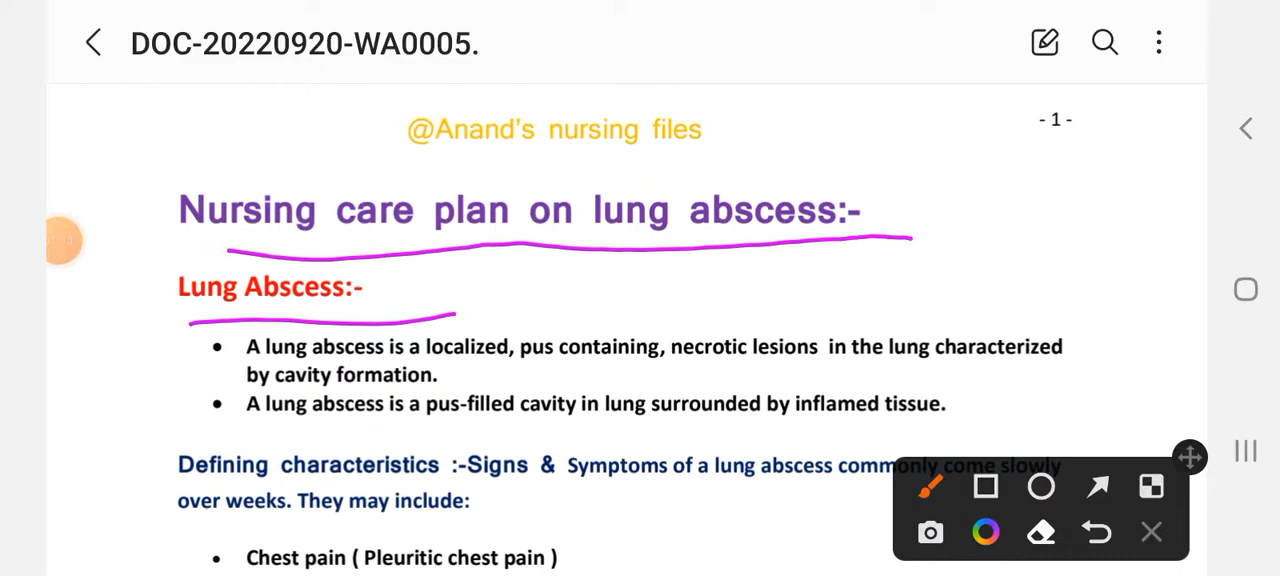 DOC-20220920-WA0005.
@Anand's nursing files
- 1 -
Nursing care plan on lung abscess:-
Lung Abscess:-
• A lung abscess is a localized, pus containing, necrotic lesions in the lung characterized
by cavity formation.
• A lung abscess is a pus-filled cavity in lung surrounded by inflamed tissue.
Defining characteristics :-Signs & Symptoms of a lung abscess commonly come slowly
over weeks. They may include:
• Chest pain ( Pleuritic chest pain )